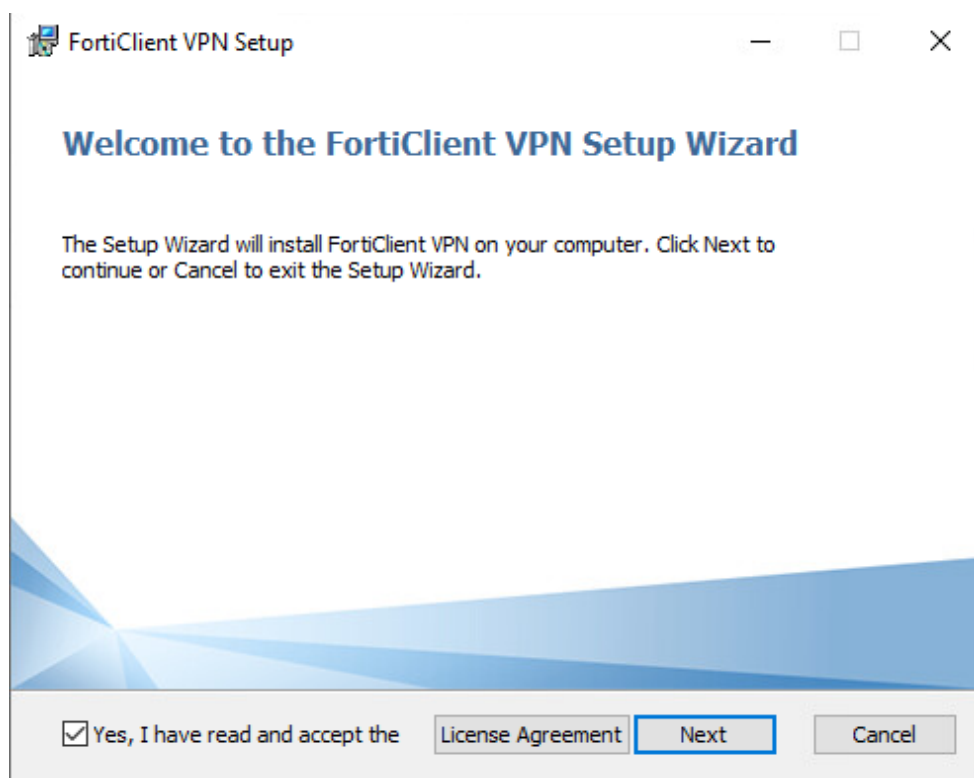 FortiClient VPN Setup
Welcome to the FortiClient VPN Setup Wizard
The Setup Wizard will install FortiClient VPN on your computer. Click Next to
continue or Cancel to exit the Setup Wizard.
Yes, I have read and accept the License Agreement Next Cancel